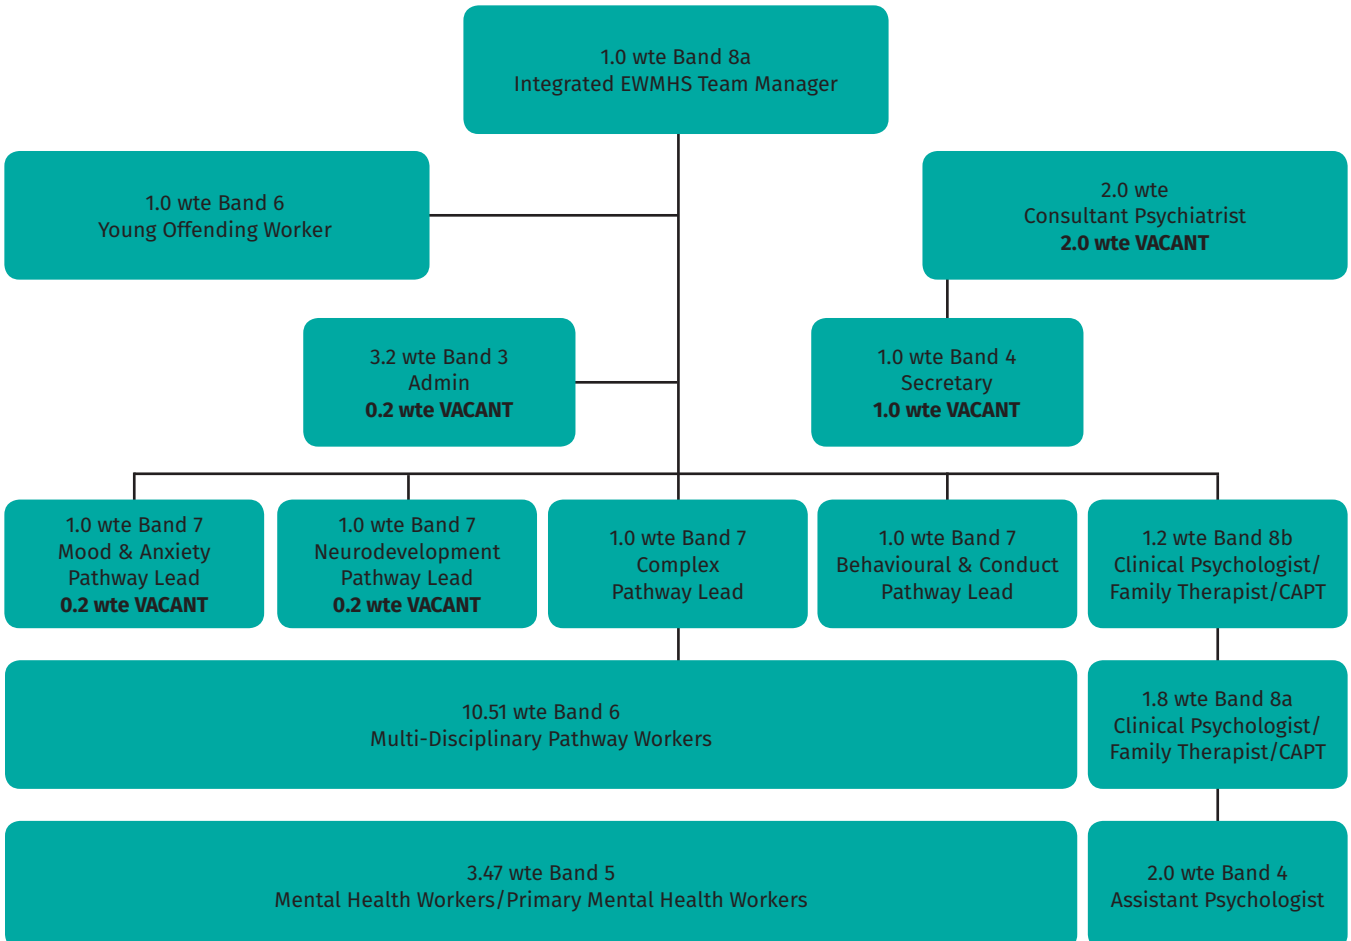 1.0 wte Band 8a
Integrated EWMHS Team Manager
1.0 wte Band 6
Young Offending Worker
2.0 wte
Consultant Psychiatrist
2.0 wte VACANT
3.2 wte Band 3
Admin
0.2 wte VACANT
1.0 wte Band 4
Secretary
1.0 wte VACANT
1.0 wte Band 7
Mood & Anxiety
Pathway Lead
0.2 wte VACANT
1.0 wte Band 7
Neurodevelopment
Pathway Lead
0.2 wte VACANT
1.0 wte Band 7
Complex
Pathway Lead
1.0 wte Band 7
Behavioural & Conduct
Pathway Lead
1.2 wte Band 8b
Clinical Psychologist/
Family Therapist/CAPT
10.51 wte Band 6
Multi-Disciplinary Pathway Workers
1.8 wte Band 8a
Clinical Psychologist/
Family Therapist/CAPT
3.47 wte Band 5
Mental Health Workers/Primary Mental Health Workers
2.0 wte Band 4
Assistant Psychologist